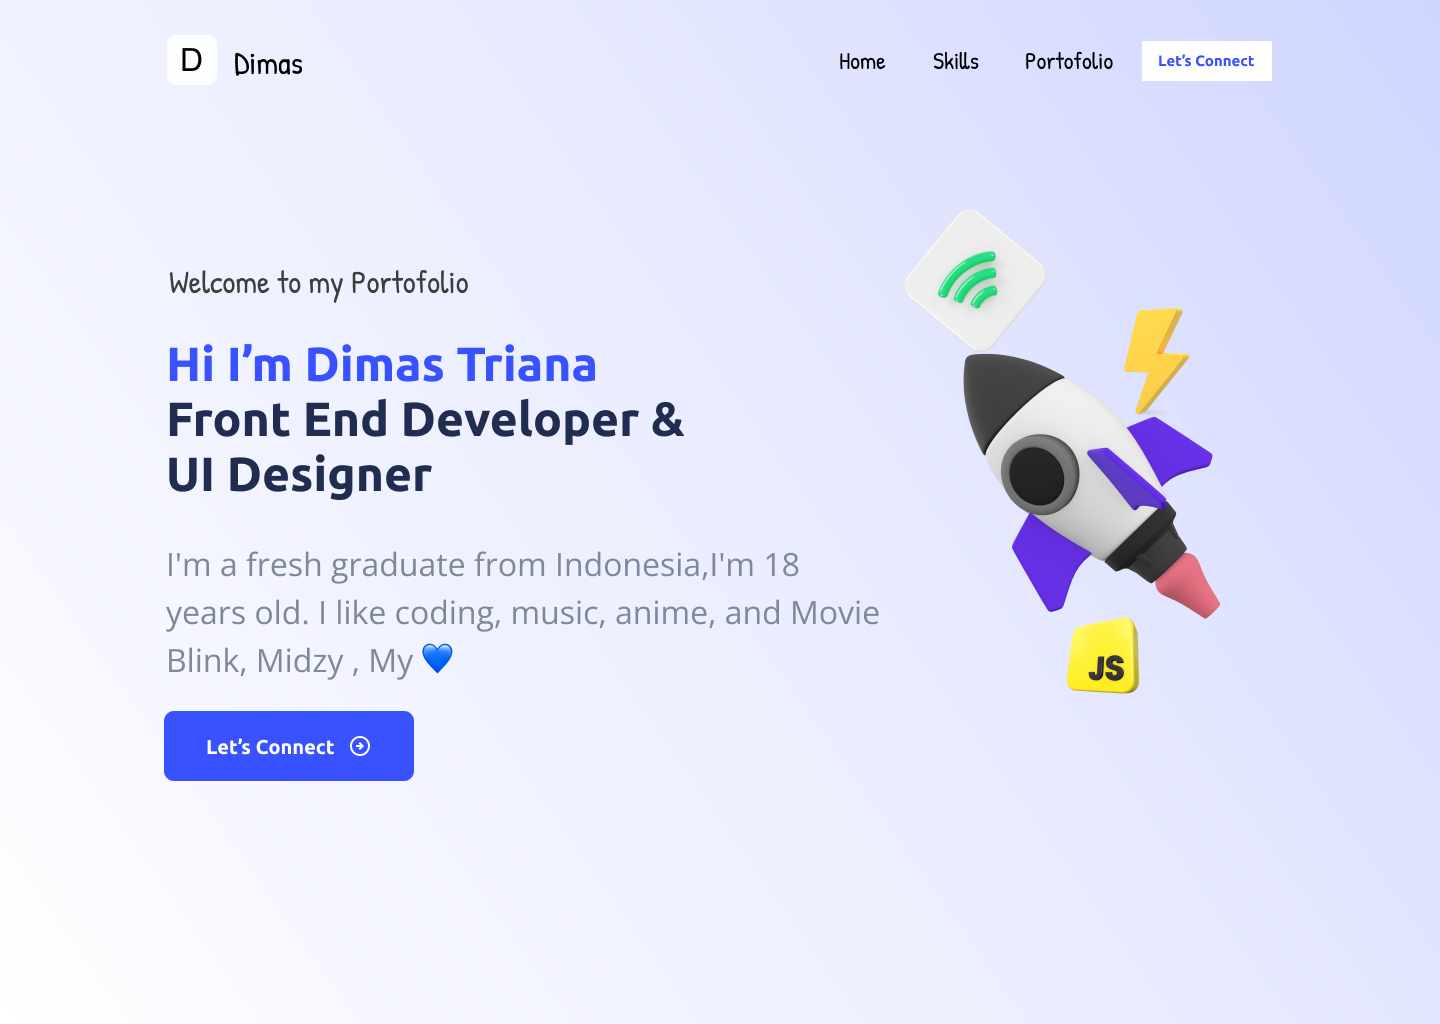 D Dimas
Home Skills Portofolio Let’s Connect
Welcome to my Portofolio
Hi I’m Dimas Triana
Front End Developer &
UI Designer
I'm a fresh graduate from Indonesia,I'm 18
years old. I like coding, music, anime, and Movie
Blink, Midzy , My 💙
Let’s Connect
JS